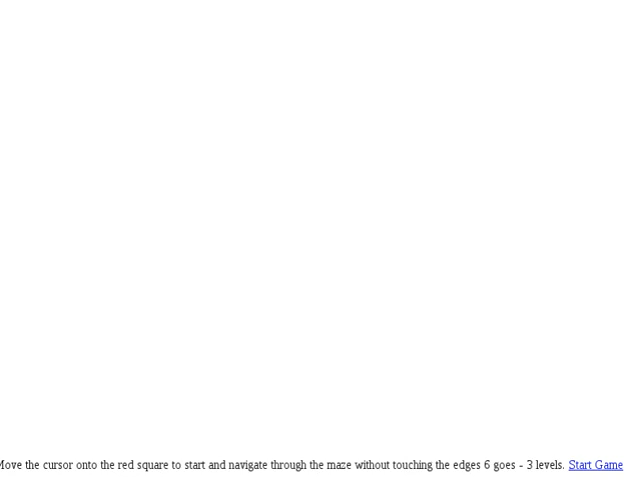 Move the cursor onto the red square to start and navigate through the maze without touching the edges 6 goes - 3 levels. Start Game